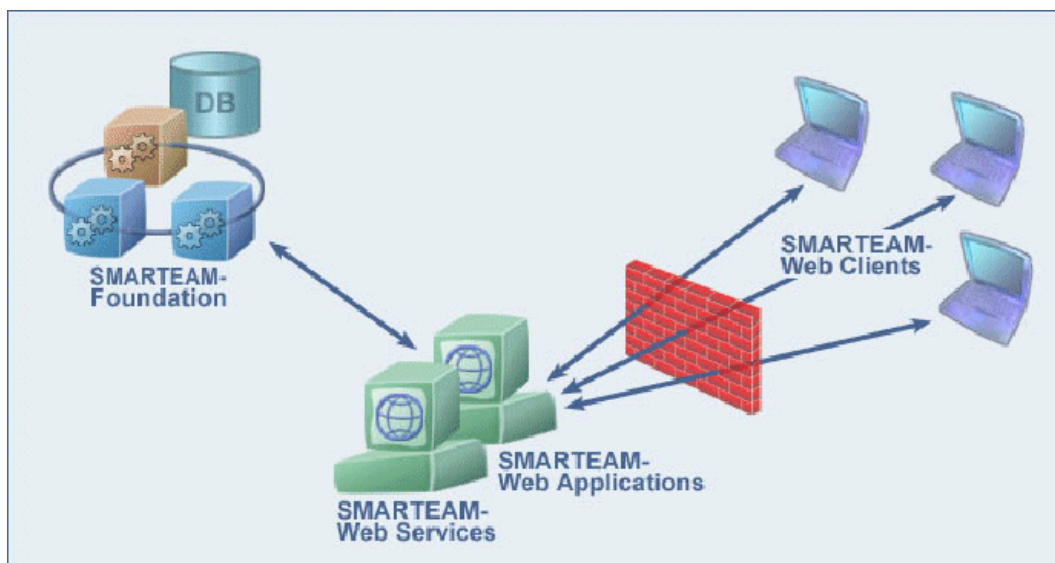 DB
SMARTEAM-
Foundation
SMARTEAM-
Web Clients
SMARTEAM-
Web Applications
SMARTEAM-
Web Services